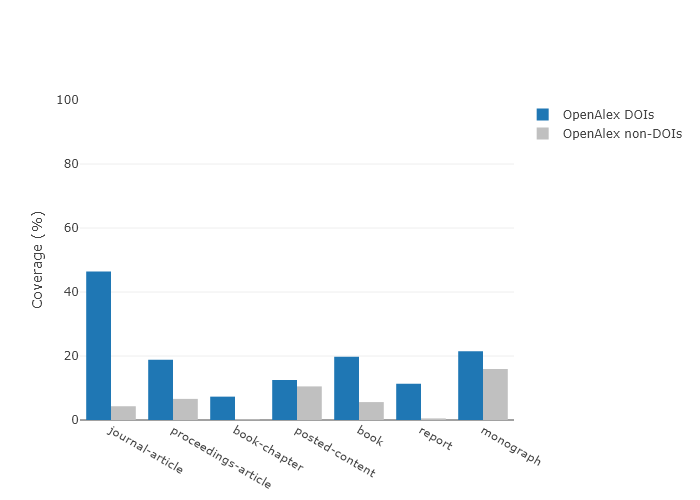 100
80
60
40
20
0
Coverage (%)
journal-article
proceedings-article
book-chapter
posted-content
book
report
monograph
OpenAlex DOIs
OpenAlex non-DOIs